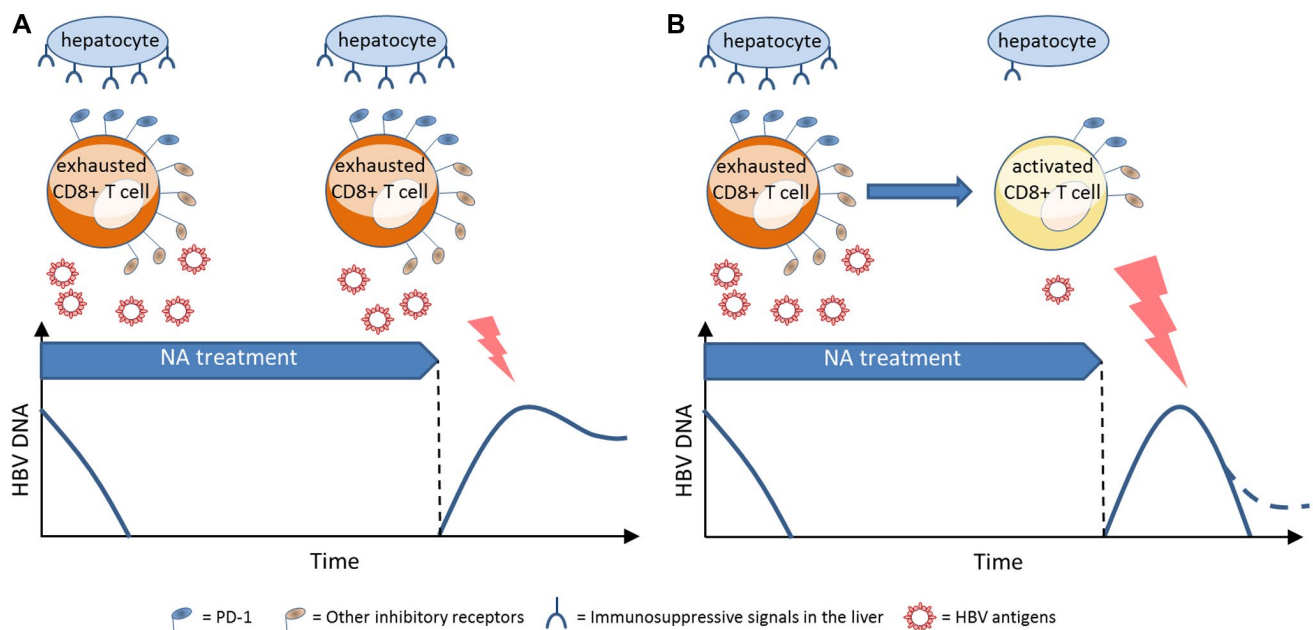 A
hepatocyte
hepatocyte
exhausted
CD8+ T cell
exhausted
CD8+ T cell
NA treatment
HBV DNA
Time
B
hepatocyte
hepatocyte
exhausted
CD8+ T cell
activated
CD8+ T cell
NA treatment
HBV DNA
Time
= PD-1
= Other inhibitory receptors
= Immunosuppressive signals in the liver
= HBV antigens